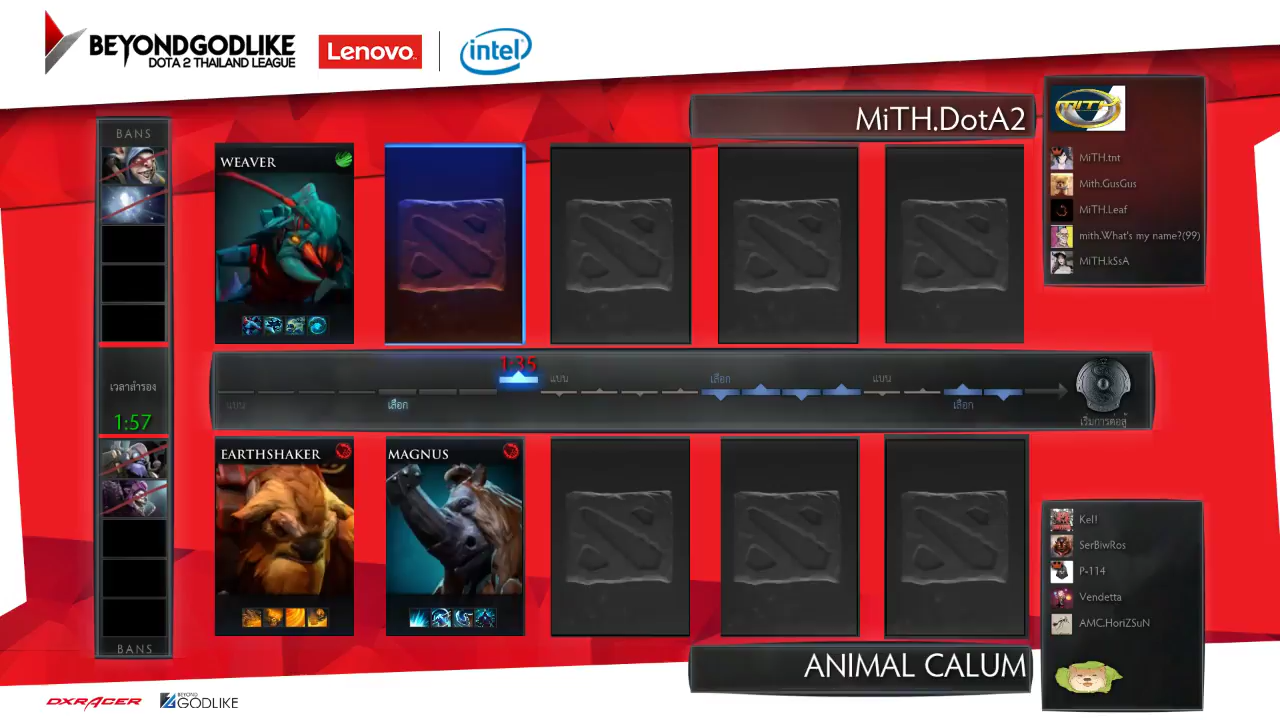 BEYONDGODLIKE
DOTA 2 THAILAND LEAGUE
Lenovo
intel
MiTH.DotA2
MiTH
MiTH.tnt
Mith.GusGus
MiTH.Leaf
mith.What's my name?(99)
MiTH.kSsA
BANS
WEAVER
1:35
แบน
เลือก
แบน
แบน
เลือก
เลือก
เริ่มการต่อสู้
เวลาสำรอง
1:57
EARTHSHAKER
MAGNUS
Kel!
SerBiwRos
P-114
Vendetta
AMC.HoriZSuN
BANS
ANIMAL CALUM
DXRACER
BEYOND
GODLIKE